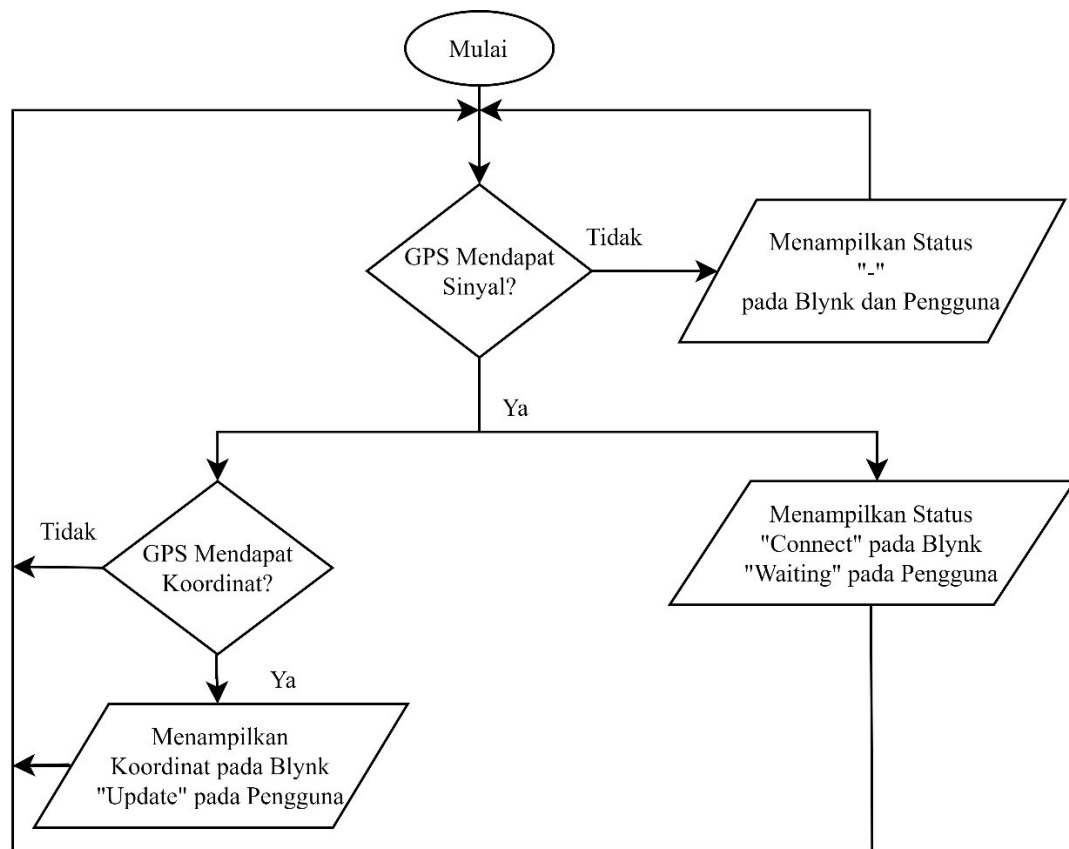 Mulai
GPS Mendapat
Sinyal?
Tidak
Menampilkan Status
"-"
pada Blynk dan Pengguna
Ya
Tidak
GPS Mendapat
Koordinat?
Menampilkan Status
"Connect" pada Blynk
"Waiting" pada Pengguna
Ya
Menampilkan
Koordinat pada Blynk
"Update" pada Pengguna